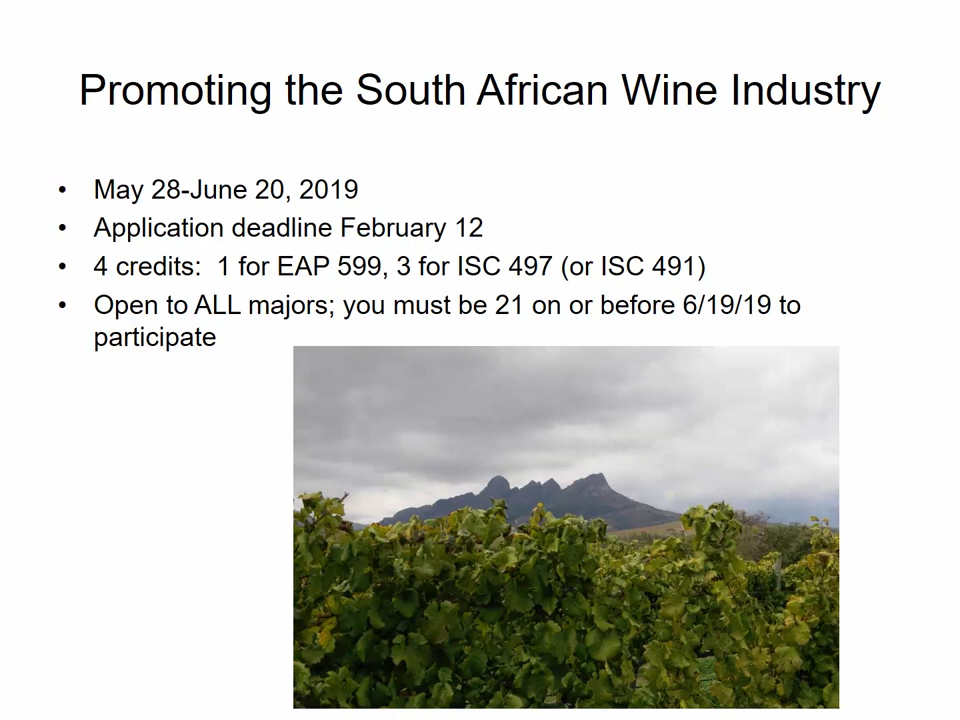 Promoting the South African Wine Industry
• May 28-June 20, 2019
• Application deadline February 12
• 4 credits:  1 for EAP 599, 3 for ISC 497 (or ISC 491)
• Open to ALL majors; you must be 21 on or before 6/19/19 to
participate